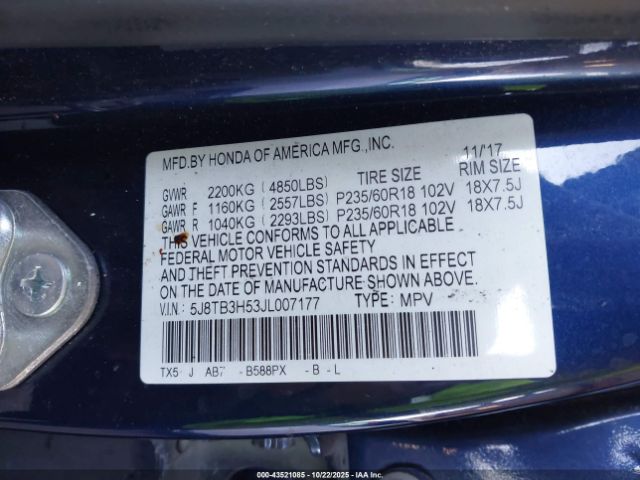 MFD.BY HONDA OF AMERICA MFG.,INC. 11/17
TIRE SIZE RIM SIZE
GVWR 2200KG (4850LBS)
GAWR F 1160KG (2557LBS) P235/60R18 102V 18X7.5J
GAWR R 1040KG (2293LBS) P235/60R18 102V 18X7.5J
THIS VEHICLE CONFORMS TO ALL APPLICABLE
FEDERAL MOTOR VEHICLE SAFETY
AND THEFT PREVENTION STANDARDS IN EFFECT
ON THE DATE OF MANUFACTURE SHOWN ABOVE.
V.I.N.: 5J8TB3H53JL007177 TYPE: MPV
TX5 J AB7 - B588PX - B - L
000-43521085 - 10/22/2025 - IAA Inc.